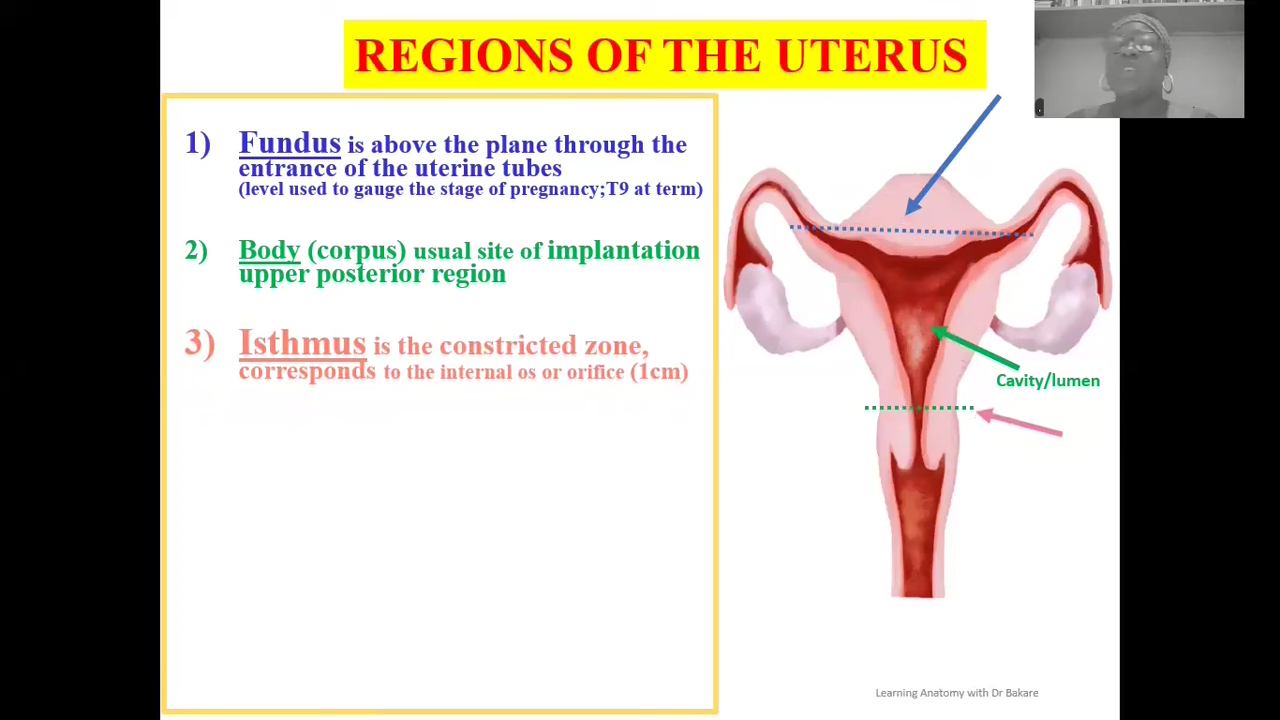 REGIONS OF THE UTERUS
1) Fundus is above the plane through the
entrance of the uterine tubes
(level used to gauge the stage of pregnancy;T9 at term)
2) Body (corpus) usual site of implantation
upper posterior region
3) Isthmus is the constricted zone,
corresponds to the internal os or orifice (1cm)
Cavity/lumen
Learning Anatomy with Dr Bakare